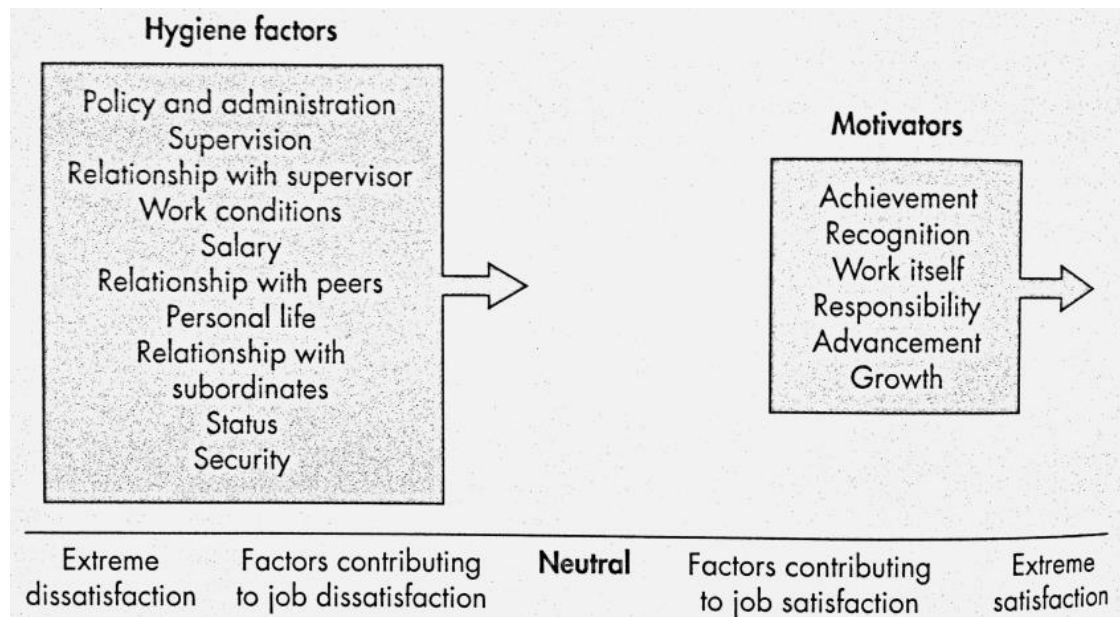 Hygiene factors
Policy and administration
Supervision
Relationship with supervisor
Work conditions
Salary
Relationship with peers
Personal life
Relationship with
subordinates
Status
Security
Motivators
Achievement
Recognition
Work itself
Responsibility
Advancement
Growth
Extreme
dissatisfaction
Factors contributing
to job dissatisfaction
Neutral
Factors contributing
to job satisfaction
Extreme
satisfaction